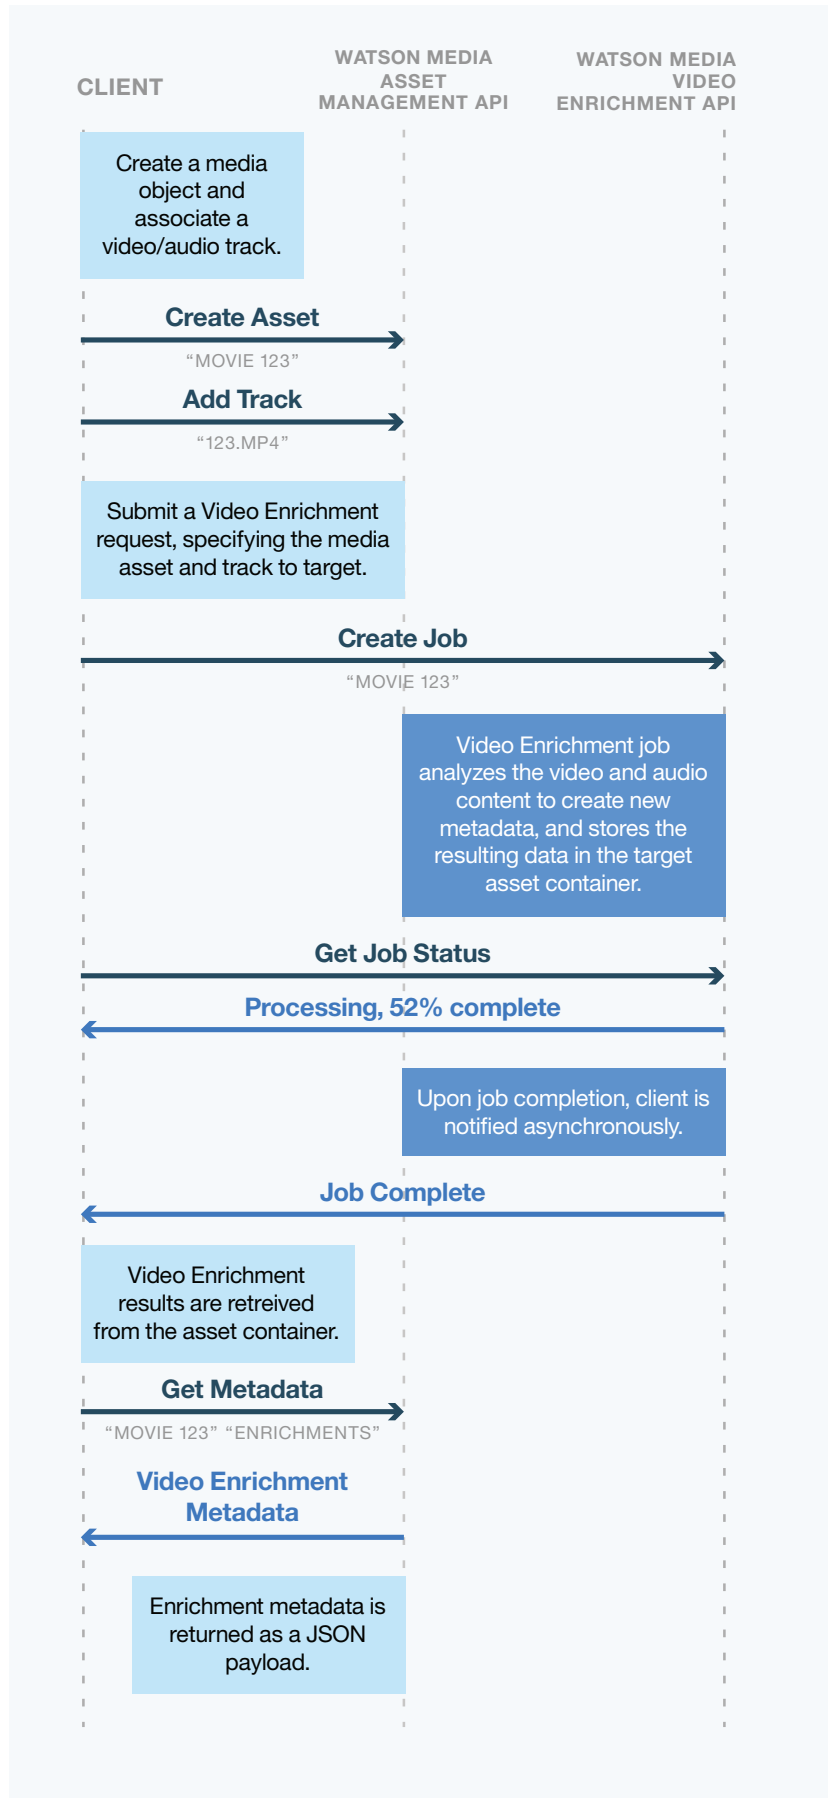 CLIENT
WATSON MEDIA
ASSET
MANAGEMENT API
WATSON MEDIA
VIDEO
ENRICHMENT API
Create a media
object and
associate a
video/audio track.
Create Asset
“MOVIE 123”
Add Track
“123.MP4”
Submit a Video Enrichment
request, specifying the media
asset and track to target.
Create Job
“MOVIE 123”
Video Enrichment job
analyzes the video and audio
content to create new
metadata, and stores the
resulting data in the target
asset container.
Get Job Status
Processing, 52% complete
Upon job completion, client is
notified asynchronously.
Job Complete
Video Enrichment
results are retreived
from the asset container.
Get Metadata
“MOVIE 123” “ENRICHMENTS”
Video Enrichment
Metadata
Enrichment metadata is
returned as a JSON
payload.